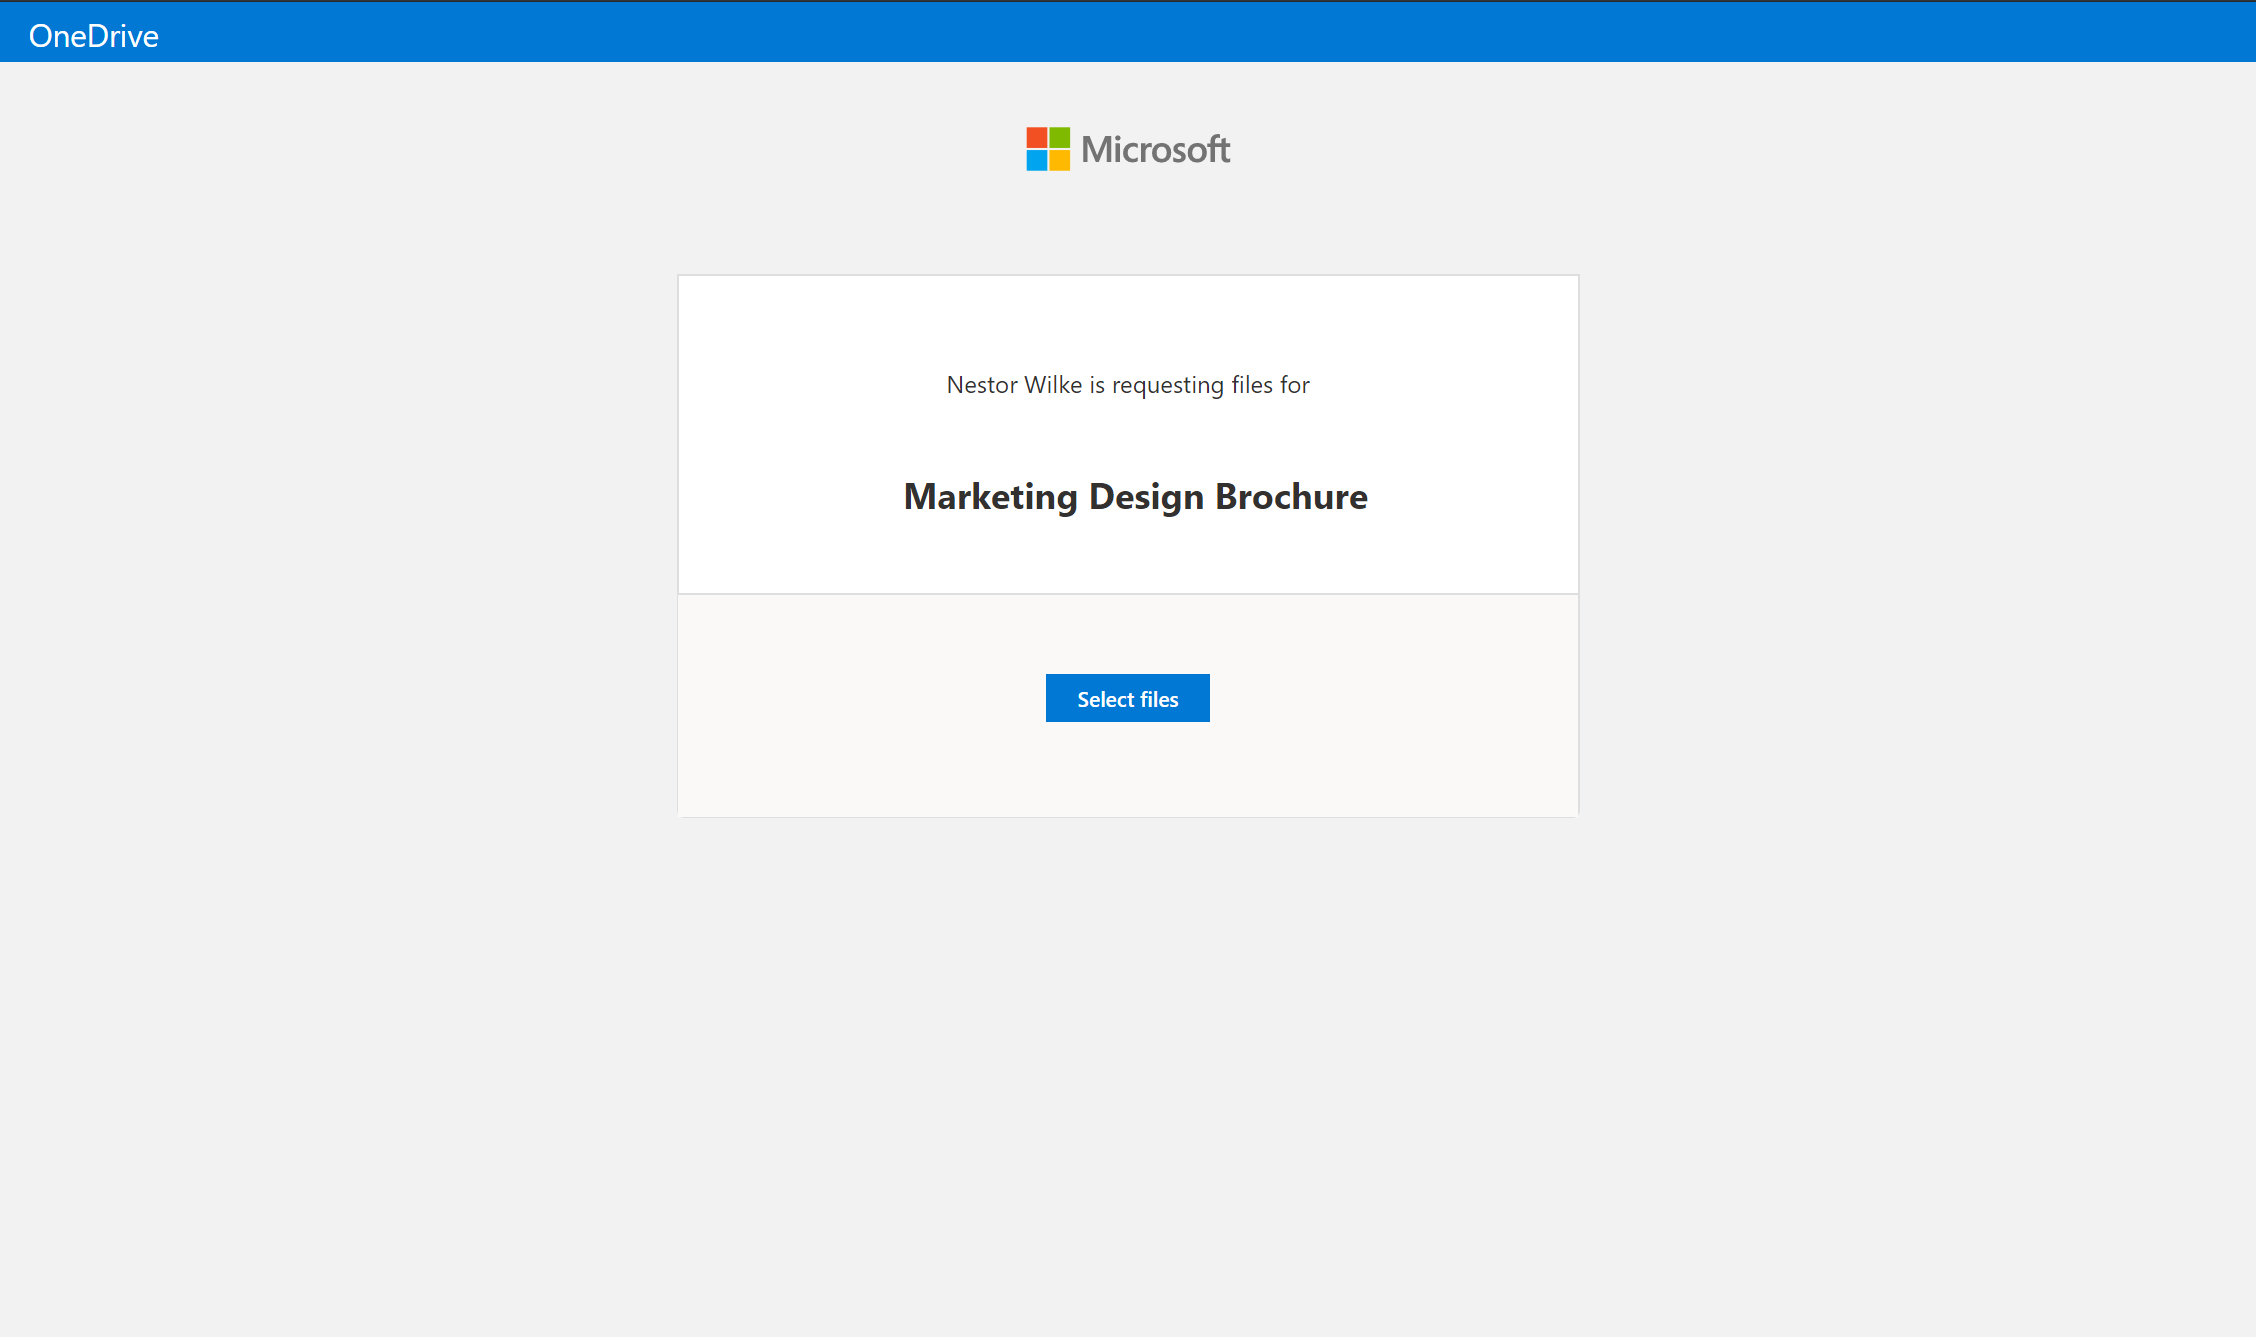 OneDrive
Microsoft
Nestor Wilke is requesting files for
Marketing Design Brochure
Select files